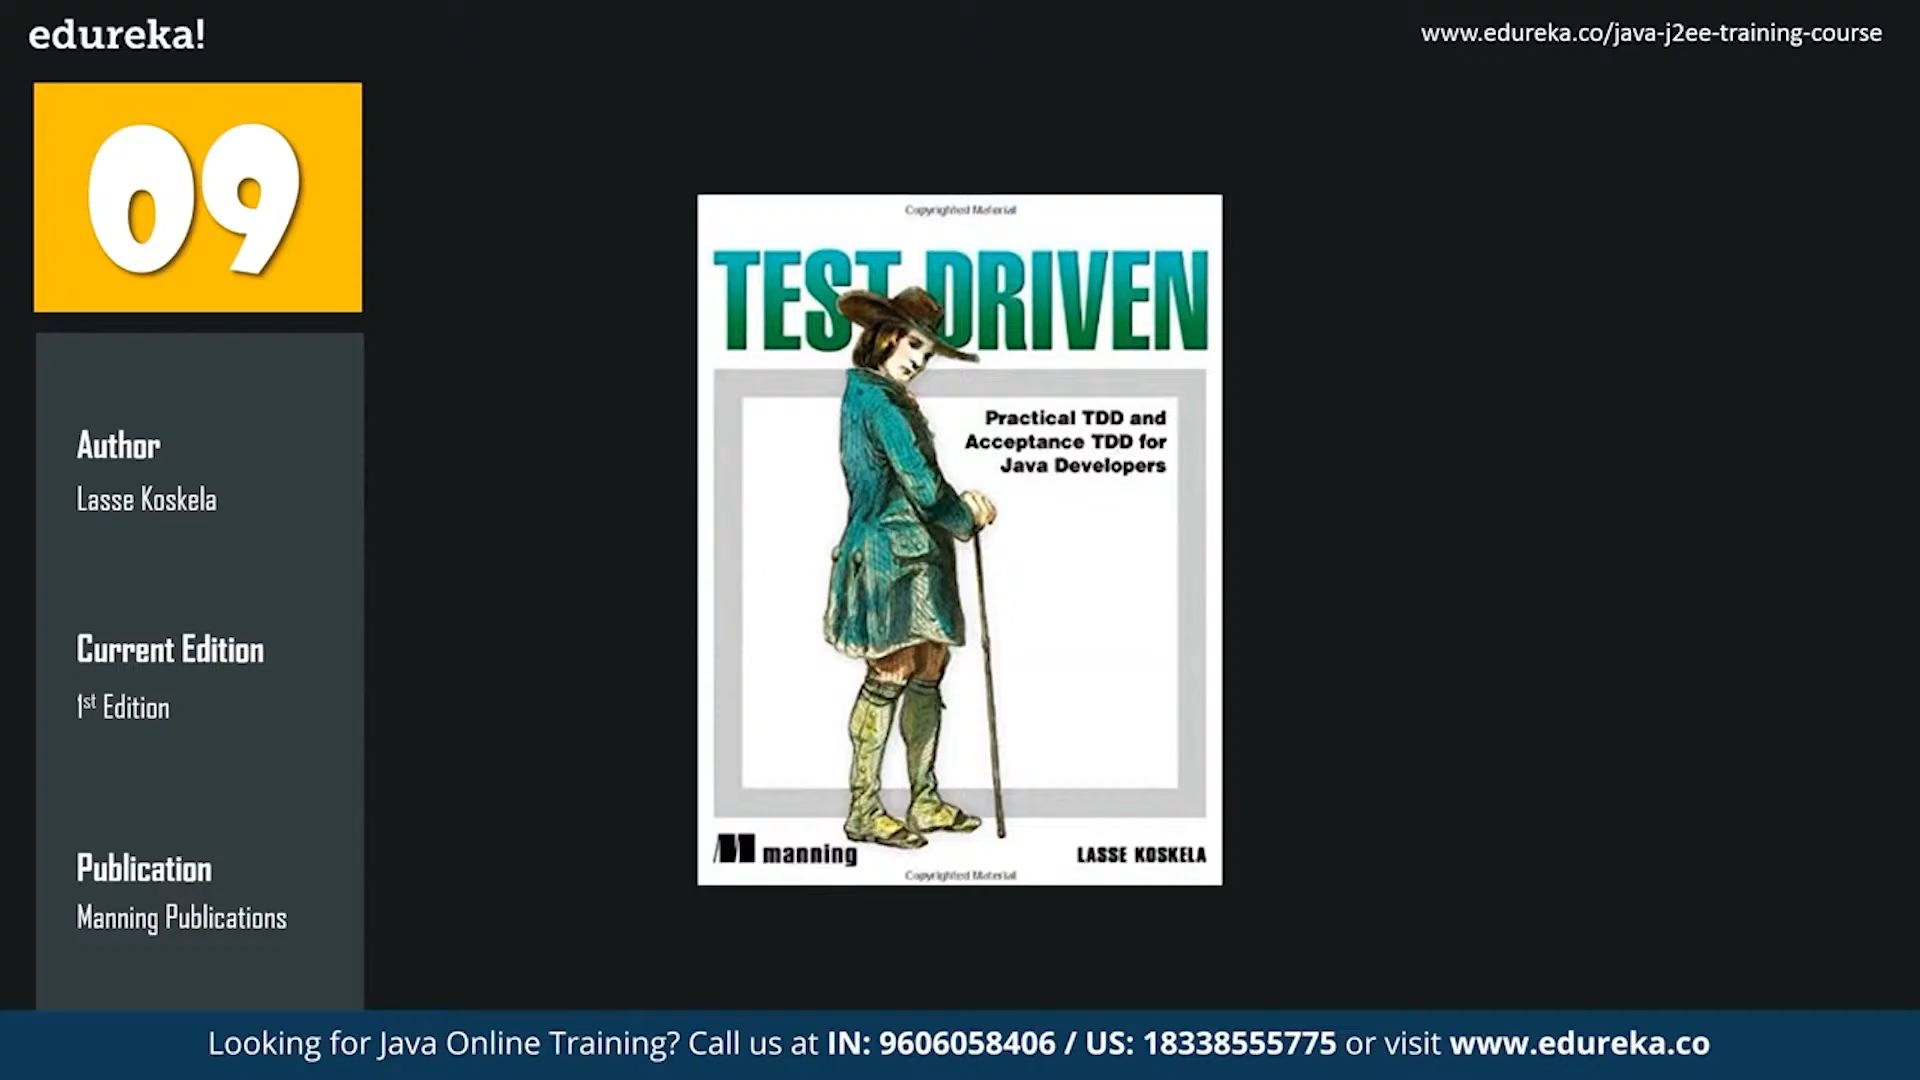 edureka!
www.edureka.co/java-j2ee-training-course
09
Author
Lasse Koskela
Current Edition
1st Edition
Publication
Manning Publications
Copyrighted Material
TEST DRIVEN
Practical TDD and
Acceptance TDD for
Java Developers
manning
LASSE KOSKELA
Copyrighted Material
Looking for Java Online Training? Call us at IN: 9606058406 / US: 18338555775 or visit www.edureka.co